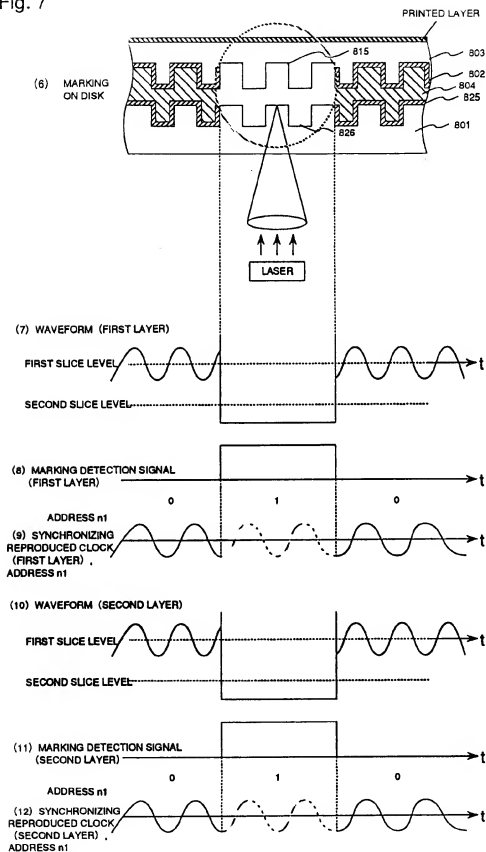 Fig. 7
PRINTED LAYER
(6) MARKING
ON DISK
815
803
802
804
825
801
826
LASER
(7) WAVEFORM (FIRST LAYER)
FIRST SLICE LEVEL
t
SECOND SLICE LEVEL
(8) MARKING DETECTION SIGNAL
(FIRST LAYER)
t
0 1 0
ADDRESS n1
(9) SYNCHRONIZING
REPRODUCED CLOCK
(FIRST LAYER) ,
ADDRESS n1
t
(10) WAVEFORM (SECOND LAYER)
FIRST SLICE LEVEL
t
SECOND SLICE LEVEL
(11) MARKING DETECTION SIGNAL
(SECOND LAYER)
t
0 1 0
ADDRESS n1
(12) SYNCHRONIZING
REPRODUCED CLOCK
(SECOND LAYER) ,
ADDRESS n1
t